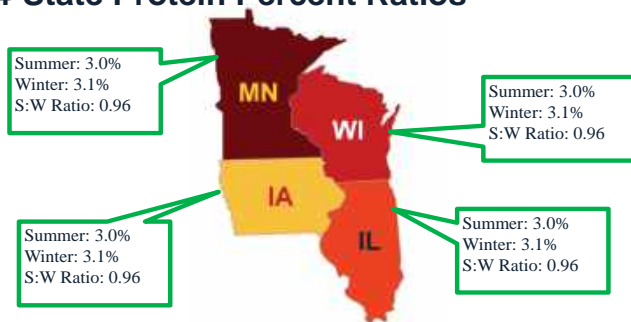 State Protein Percent Ratios
Summer: 3.0%
Winter: 3.1%
S:W Ratio: 0.96
MN
Summer: 3.0%
Winter: 3.1%
S:W Ratio: 0.96
WI
IA
Summer: 3.0%
Winter: 3.1%
S:W Ratio: 0.96
IL
Summer: 3.0%
Winter: 3.1%
S:W Ratio: 0.96